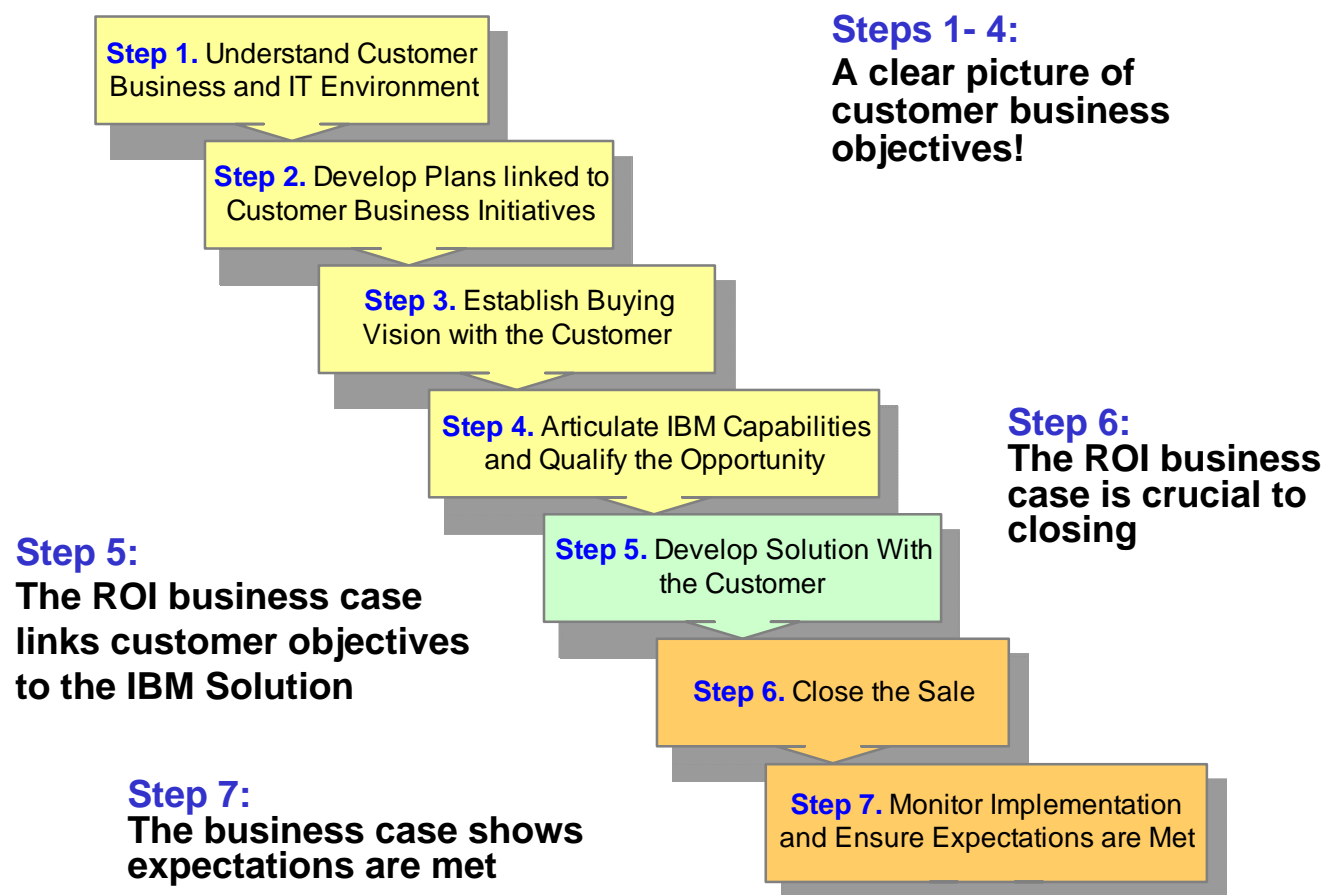 Step 1. Understand Customer
Business and IT Environment
Steps 1- 4:
A clear picture of
customer business
objectives!
Step 2. Develop Plans linked to
Customer Business Initiatives
Step 3. Establish Buying
Vision with the Customer
Step 4. Articulate IBM Capabilities
and Qualify the Opportunity
Step 6:
The ROI business
case is crucial to
closing
Step 5:
The ROI business case
links customer objectives
to the IBM Solution
Step 5. Develop Solution With
the Customer
Step 6. Close the Sale
Step 7:
The business case shows
expectations are met
Step 7. Monitor Implementation
and Ensure Expectations are Met